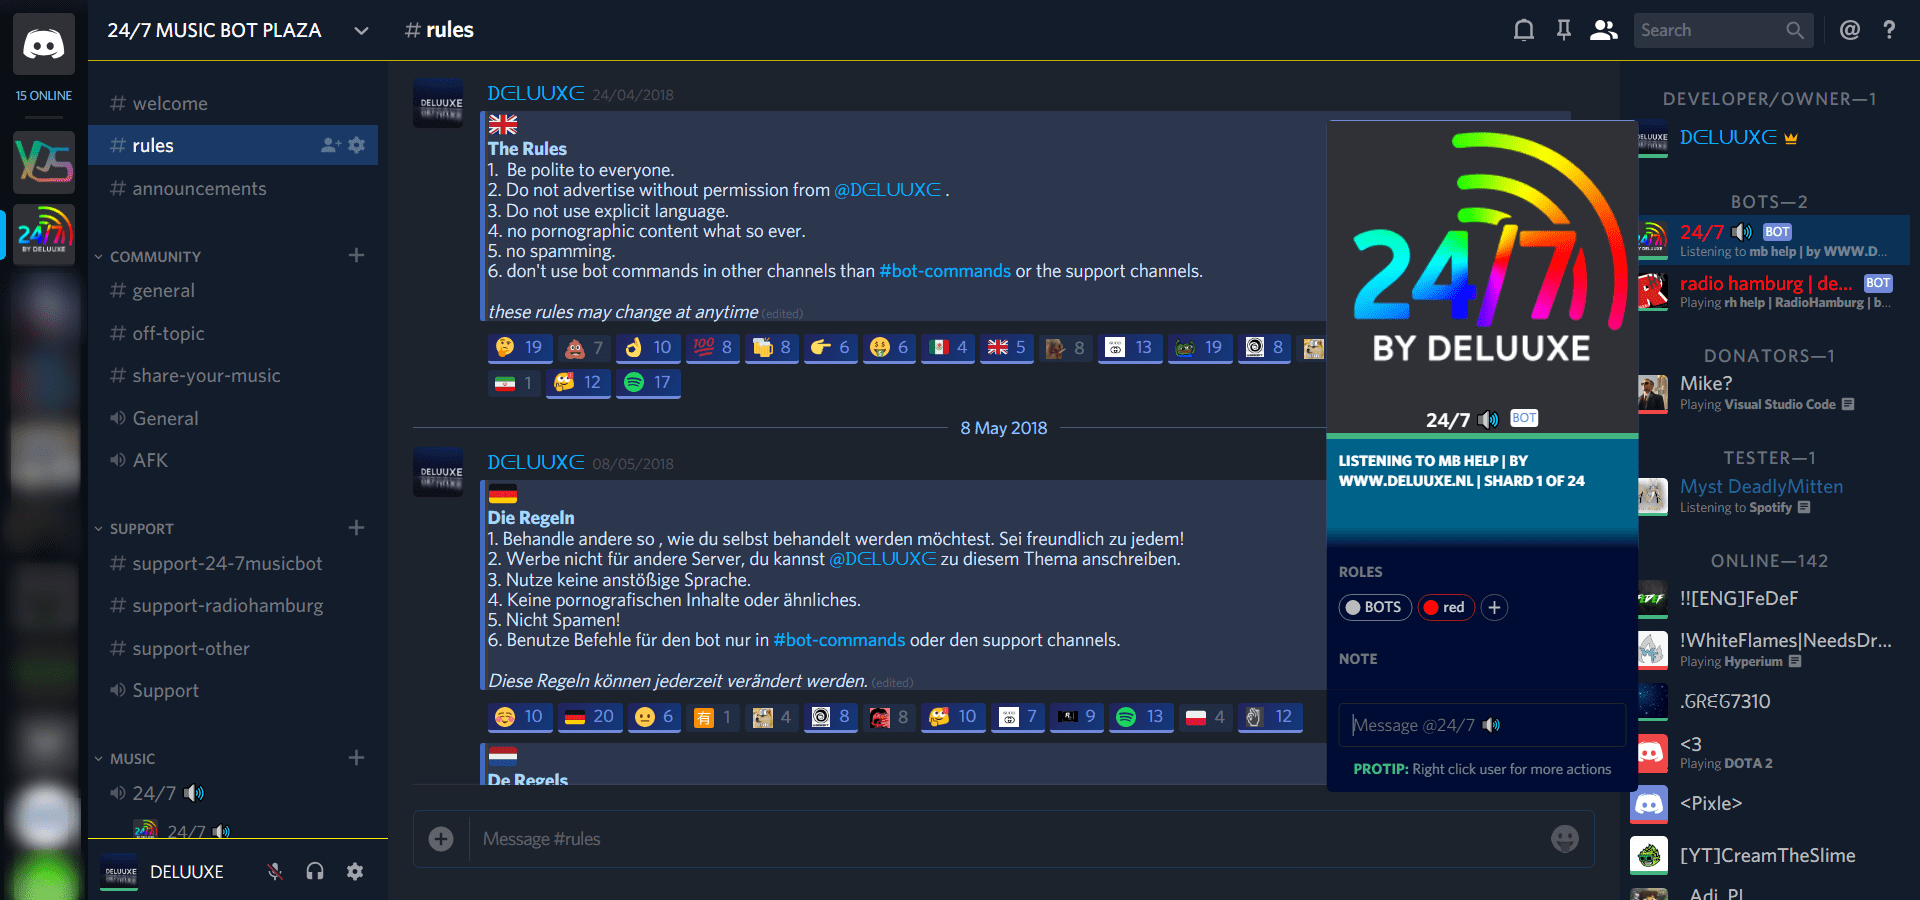 24/7 MUSIC BOT PLAZA
# rules
Search
@
?
15 ONLINE
# welcome
# rules
# announcements
COMMUNITY
# general
# off-topic
# share-your-music
General
AFK
SUPPORT
# support-24-7musicbot
# support-radiohamburg
# support-other
Support
MUSIC
24/7 🔊
24/7 🔊
DELUUXE
24/7
BY DELUUXE
DELUUXE
ᗪᕮᒪᑌᑌ᙭ᕮ 24/04/2018
🇬🇧
The Rules
1. Be polite to everyone.
2. Do not advertise without permission from @ᗪᕮᒪᑌᑌ᙭ᕮ .
3. Do not use explicit language.
4. no pornographic content what so ever.
5. no spamming.
6. don't use bot commands in other channels than #bot-commands or the support channels.
these rules may change at anytime (edited)
🤔 19 💩 7 👌 10 💯 8 🍻 8 👉 6 🤑 6 🇲🇽 4 🇬🇧 5 8 13 19 8
🇮🇷 1 12 17
8 May 2018
DELUUXE
ᗪᕮᒪᑌᑌ᙭ᕮ 08/05/2018
🇩🇪
Die Regeln
1. Behandle andere so , wie du selbst behandelt werden möchtest. Sei freundlich zu jedem!
2. Werbe nicht für andere Server, du kannst @ᗪᕮᒪᑌᑌ᙭ᕮ zu diesem Thema anschreiben.
3. Nutze keine anstößige Sprache.
4. Keine pornografischen Inhalte oder ähnliches.
5. Nicht Spamen!
6. Benutze Befehle für den bot nur in #bot-commands oder den support channels.
Diese Regeln können jederzeit verändert werden. (edited)
☺️ 10 🇩🇪 20 😐 6 🈶 1 4 8 8 10 7 9 13 🇵🇱 4 12
🇳🇱
De Regels
Message #rules
24/7
BY DELUUXE
24/7 🔊 BOT
LISTENING TO MB HELP | BY
WWW.DELUUXE.NL | SHARD 1 OF 24
ROLES
BOTS red +
NOTE
Message @24/7 🔊
PROTIP: Right click user for more actions
DEVELOPER/OWNER—1
ᗪᕮᒪᑌᑌ᙭ᕮ
BOTS—2
24/7 🔊 BOT
Listening to mb help | by WWW.D...
radio hamburg | de... BOT
Playing rh help | RadioHamburg | b...
DONATORS—1
Mike?
Playing Visual Studio Code
TESTER—1
Myst DeadlyMitten
Listening to Spotify
ONLINE—142
!![ENG]FeDeF
!WhiteFlames|NeedsDr...
Playing Hyperium
.ᘜᖇᕮᘜ7310
<3
Playing DOTA 2
<Pixle>
[YT]CreamTheSlime